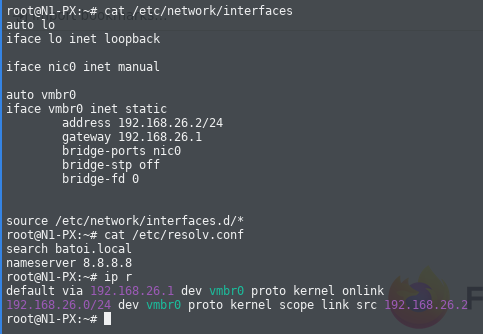 root@N1-PX:~# cat /etc/network/interfaces
auto lo
iface lo inet loopback
iface nic0 inet manual
auto vmbr0
iface vmbr0 inet static
        address 192.168.26.2/24
        gateway 192.168.26.1
        bridge-ports nic0
        bridge-stp off
        bridge-fd 0
source /etc/network/interfaces.d/*
root@N1-PX:~# cat /etc/resolv.conf
search batoi.local
nameserver 8.8.8.8
root@N1-PX:~# ip r
default via 192.168.26.1 dev vmbr0 proto kernel onlink
192.168.26.0/24 dev vmbr0 proto kernel scope link src 192.168.26.2
root@N1-PX:~#